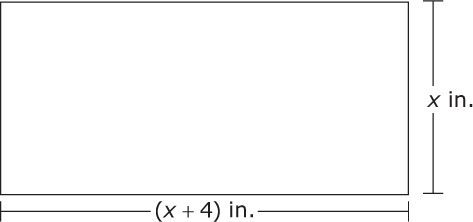 x in.
(x + 4) in.